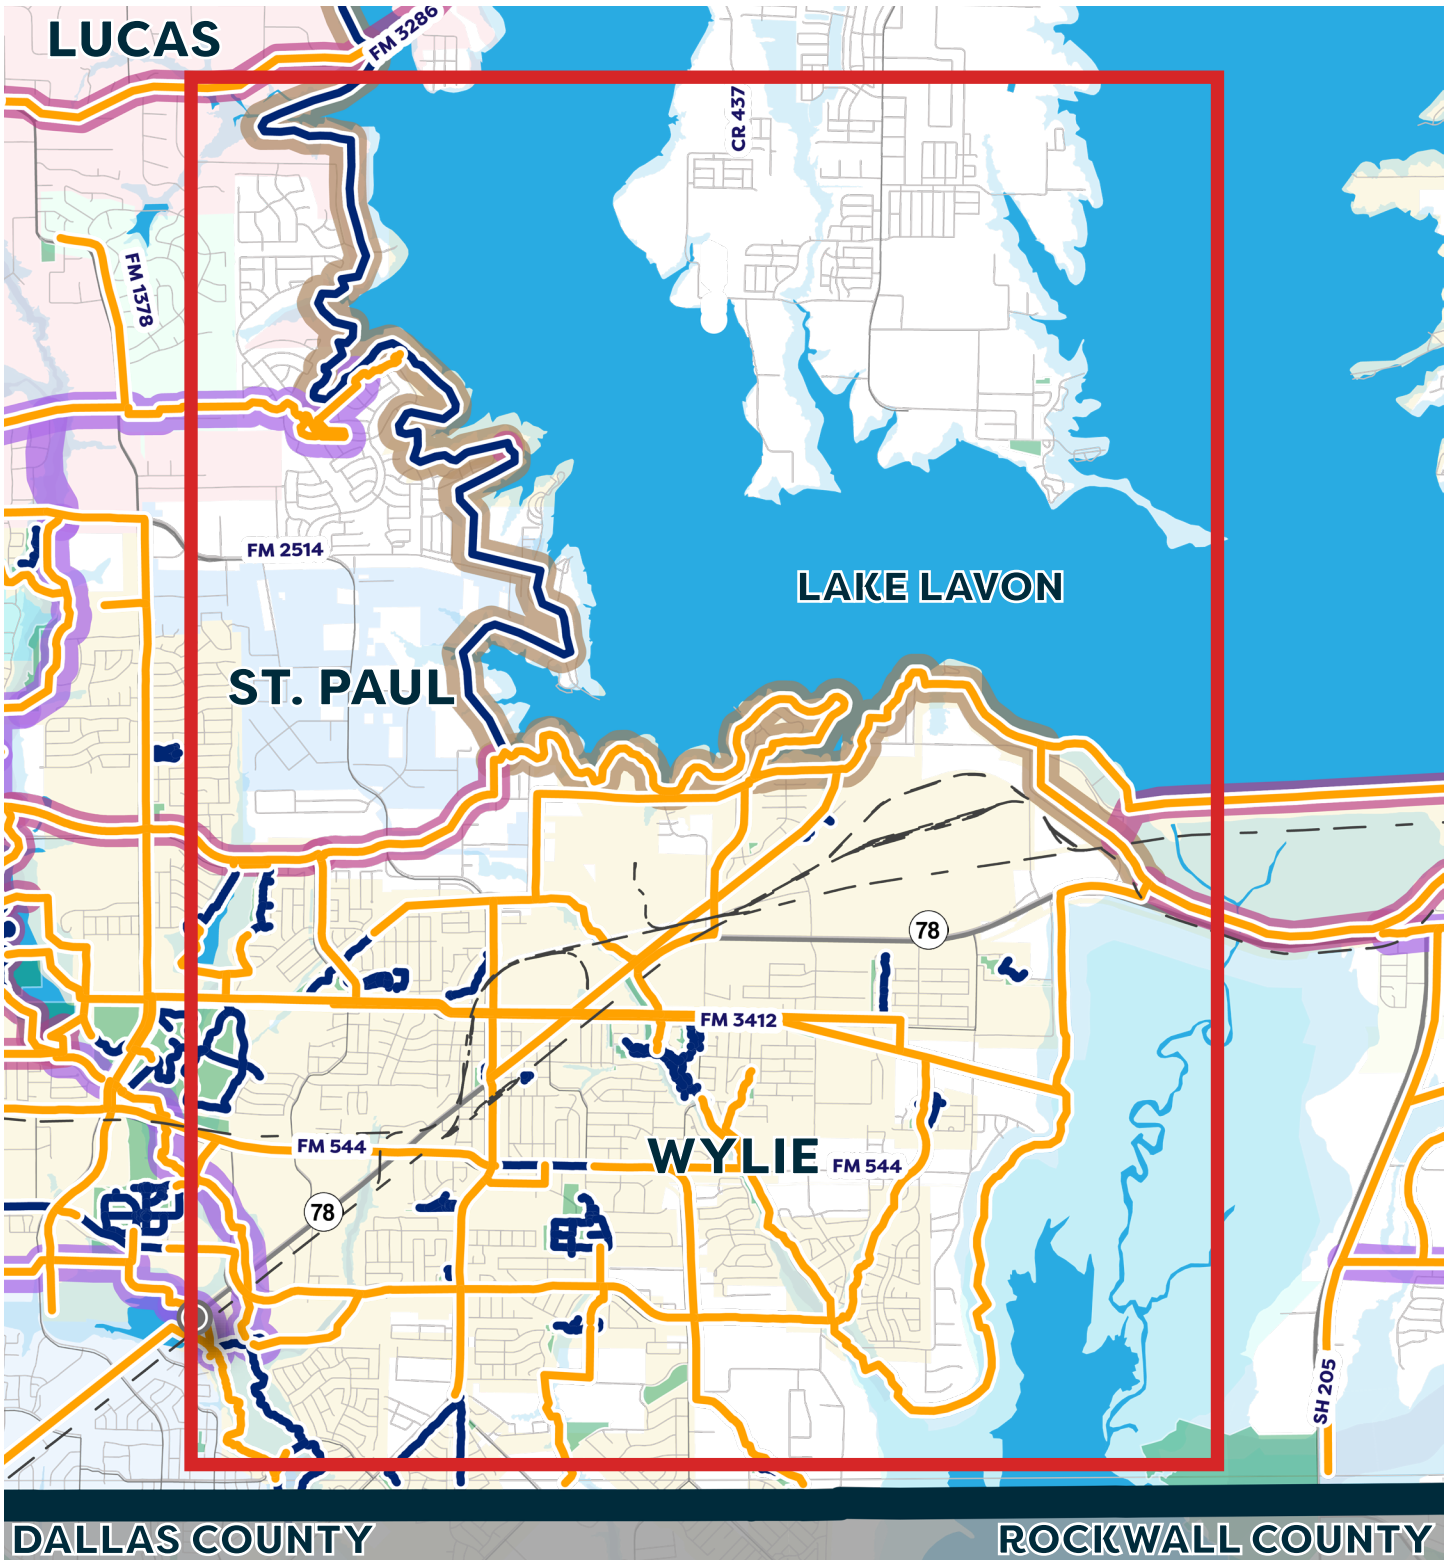 LUCAS
FM 3286
CR 437
FM 1378
FM 2514
LAKE LAVON
ST. PAUL
78
FM 3412
FM 544
WYLIE
FM 544
78
SH 205
DALLAS COUNTY
ROCKWALL COUNTY